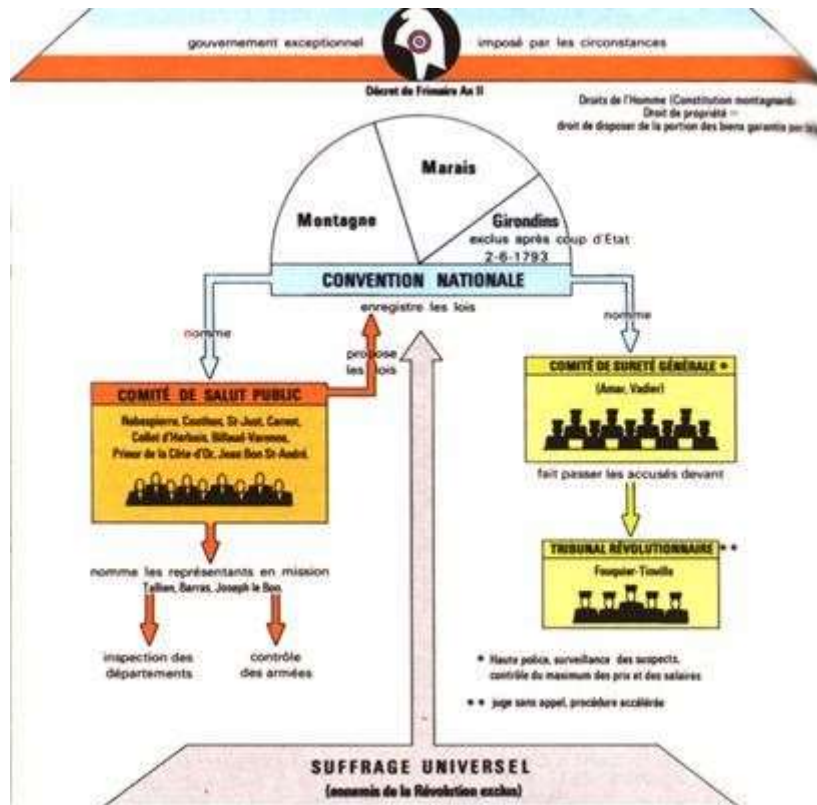 gouvernement exceptionnel imposé par les circonstances
Décret de Frimaire An II
Droits de l'Homme (Constitution montagnarde)
Droit de propriété =
droit de disposer de la portion des biens garantis par
Marais
Montagne
Girondins
exclus après coup d'Etat
2-6-1793
CONVENTION NATIONALE
enregistre les lois
nomme
nomme
propose
les lois
COMITÉ DE SALUT PUBLIC
Robespierre, Couthon, St-Just, Carnot,
Collot d'Herbois, Billaud-Varenne,
Prieur de la Côte-d'Or, Jean Bon St-André.
COMITÉ DE SURETÉ GÉNÉRALE *
(Amar, Vadier)
fait passer les accusés devant
nomme les représentants en mission
Tallien, Barras, Joseph le Bon
inspection des
départements
contrôle
des armées
TRIBUNAL RÉVOLUTIONNAIRE **
Fouquier-Tinville
* Haute police, surveillance des suspects,
contrôle du maximum des prix et des salaires
** juge sans appel, procédure accélérée
SUFFRAGE UNIVERSEL
(ennemis de la Révolution exclus)